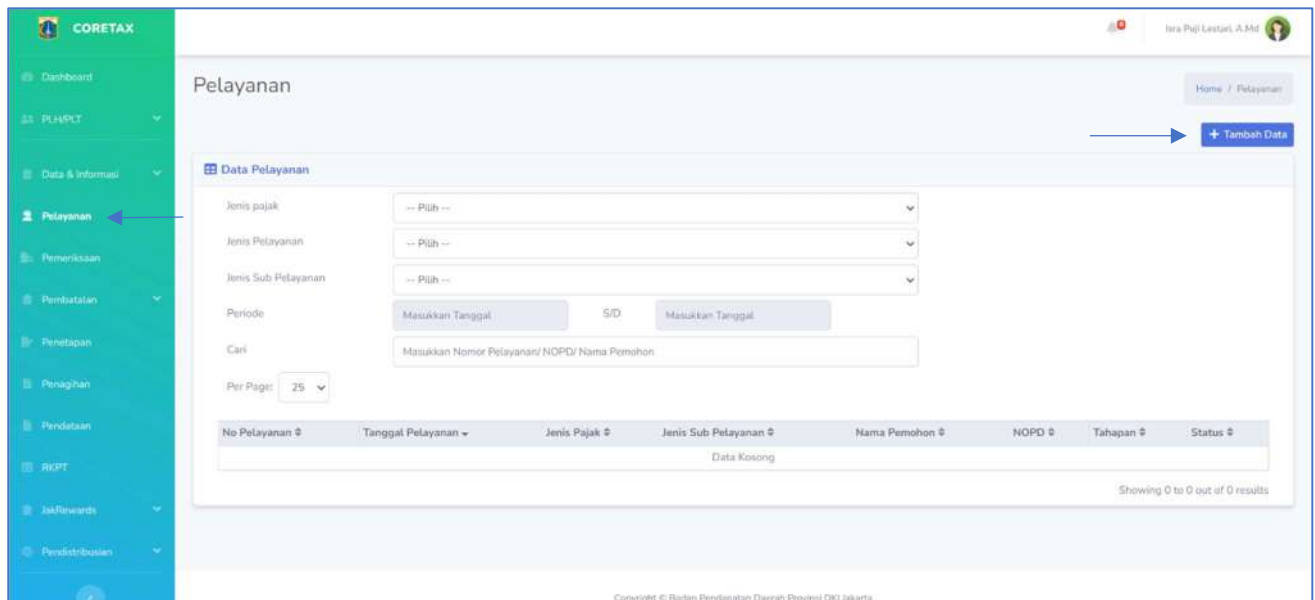 CORETAX
Isra Puji Lestari, A.Md
Dashboard
Pelayanan
Home / Pelayanan
PLH/PLT
+ Tambah Data
Data & Informasi
Data Pelayanan
Jenis pajak
-- Pilih --
Pelayanan
Jenis Pelayanan
-- Pilih --
Pemeriksaan
Jenis Sub Pelayanan
-- Pilih --
Pembatalan
Periode
Masukkan Tanggal
S/D
Masukkan Tanggal
Penetapan
Cari
Masukkan Nomor Pelayanan/ NOPD/ Nama Pemohon
Penagihan
Per Page: 25
Pendataan
No Pelayanan Tanggal Pelayanan Jenis Pajak Jenis Sub Pelayanan Nama Pemohon NOPD Tahapan Status
Data Kosong
RKPT
Showing 0 to 0 out of 0 results
JakRewards
Pendistribusian
Copyright © Badan Pendapatan Daerah Provinsi DKI Jakarta